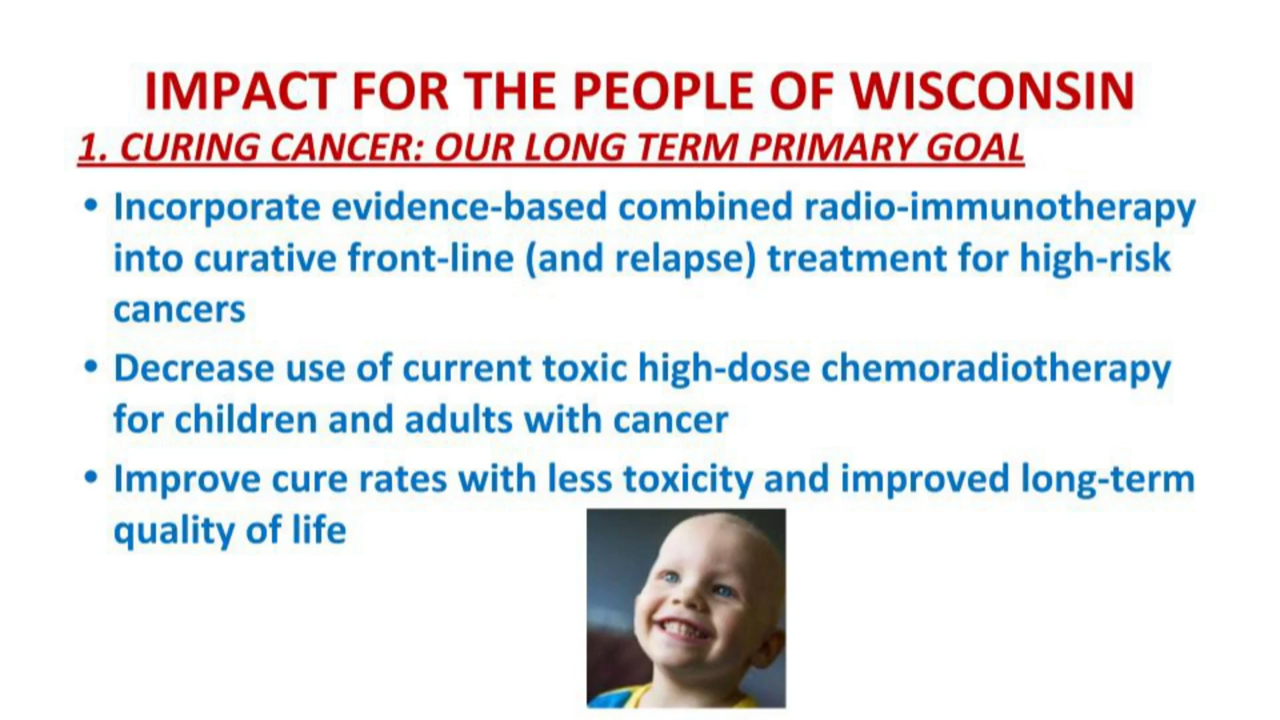 IMPACT FOR THE PEOPLE OF WISCONSIN
1. CURING CANCER: OUR LONG TERM PRIMARY GOAL
• Incorporate evidence-based combined radio-immunotherapy
into curative front-line (and relapse) treatment for high-risk
cancers
• Decrease use of current toxic high-dose chemoradiotherapy
for children and adults with cancer
• Improve cure rates with less toxicity and improved long-term
quality of life